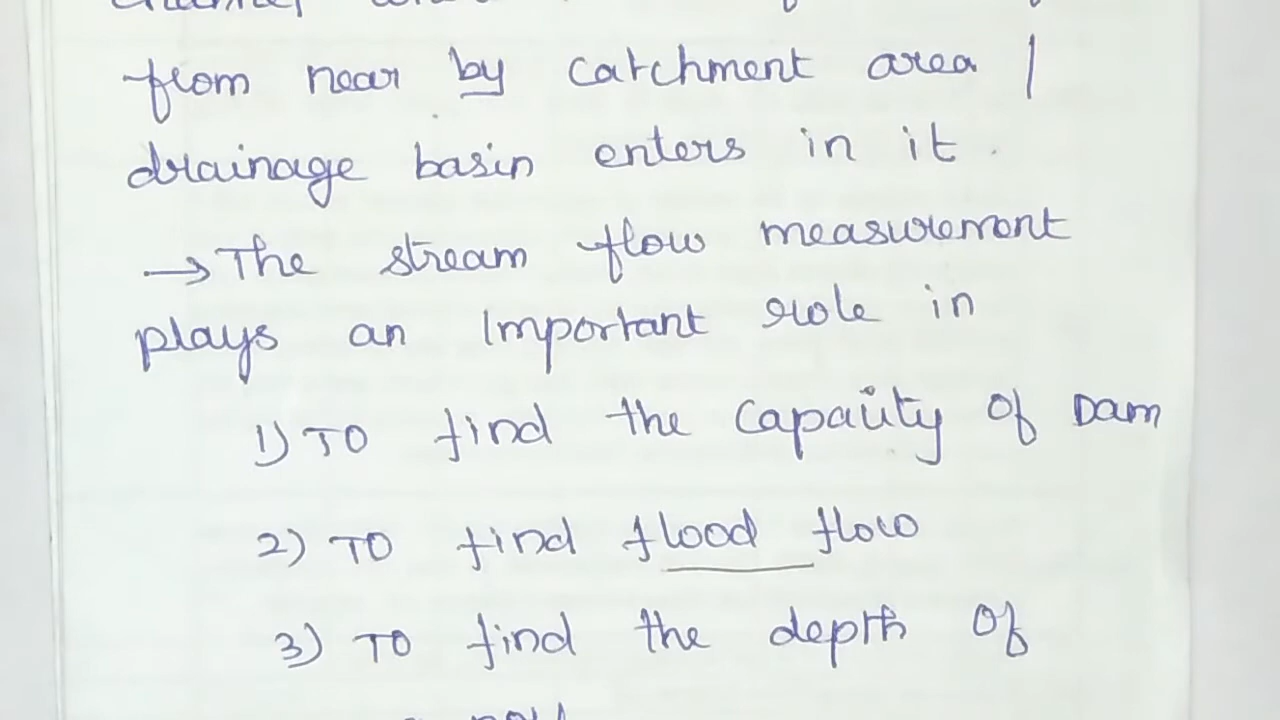 from near by catchment area /
drainage basin enters in it.
→ The stream flow measurement
plays an Important role in
1) TO find the Capacity of Dam
2) TO find flood flow
3) TO find the depth of